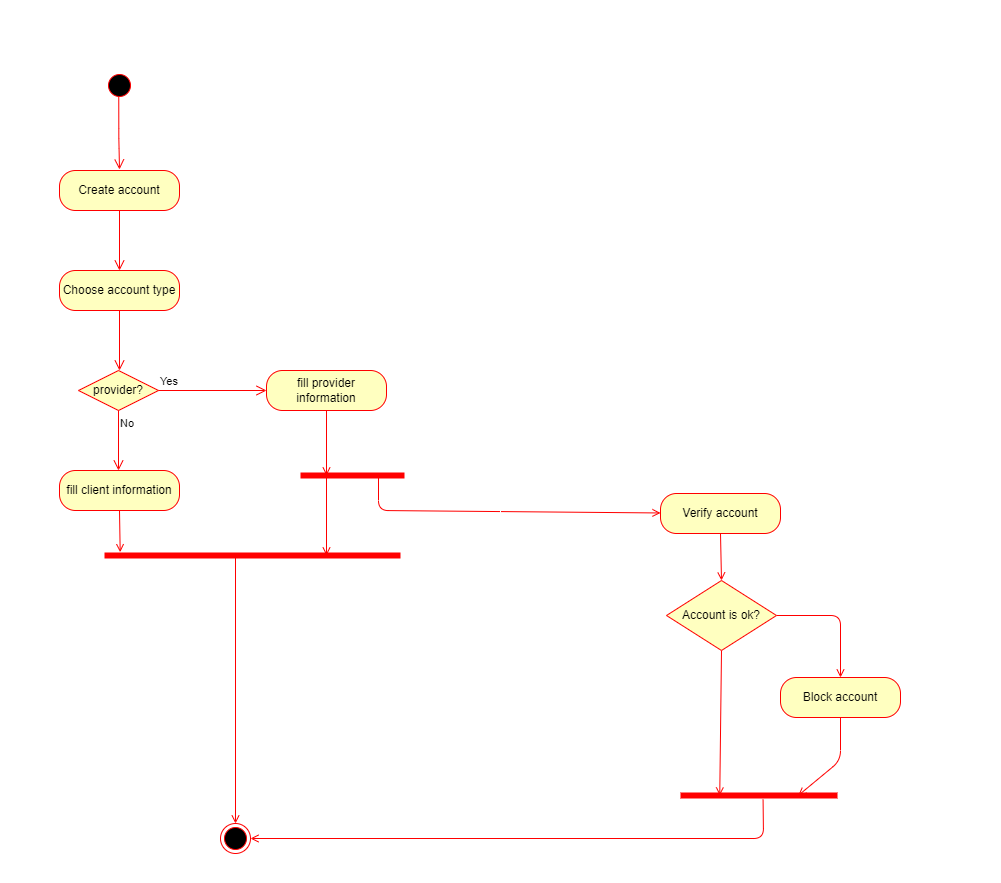 Create account
Choose account type
provider?
Yes
fill provider
information
No
fill client information
Verify account
Account is ok?
Block account